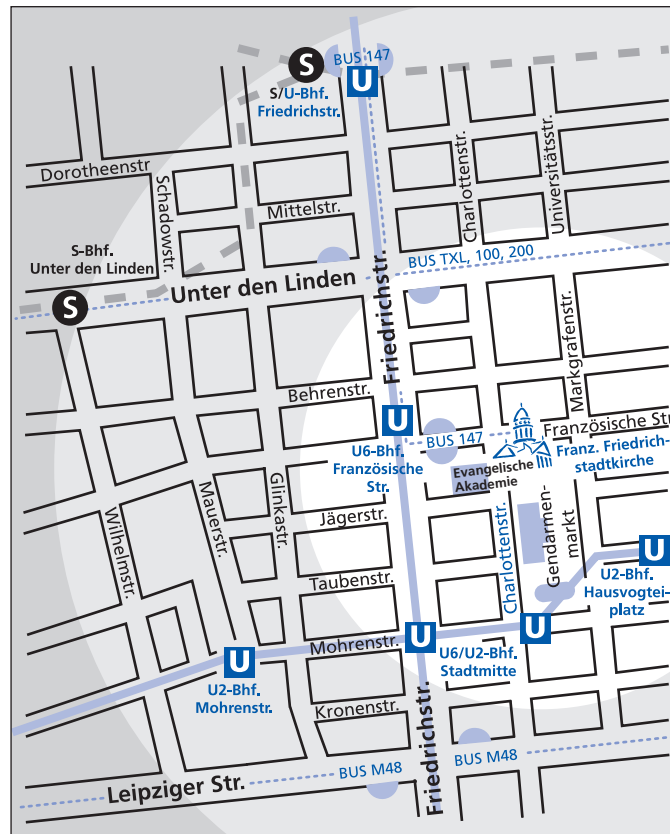 BUS 147
S
U
S/U-Bhf.
Friedrichstr.
Dorotheenstr
Schadowstr.
Mittelstr.
Charlottenstr.
Universitätsstr.
S-Bhf.
Unter den Linden
S
Unter den Linden
BUS TXL, 100, 200
Friedrichstr.
Markgrafenstr.
Behrenstr.
U
Französische Str
BUS 147
U6-Bhf.
Französische
Str.
Evangelische
Akademie
Franz. Friedrich-
stadtkirche
Wilhelmstr.
Mauerstr.
Glinkastr.
Jägerstr.
Charlottenstr.
Gendarmen-
markt
Taubenstr.
U
U2-Bhf.
Hausvogtei-
platz
Mohrenstr.
U
U
U
U2-Bhf.
Mohrenstr.
U6/U2-Bhf.
Stadtmitte
Kronenstr.
Friedrichstr.
Leipziger Str.
BUS M48
BUS M48